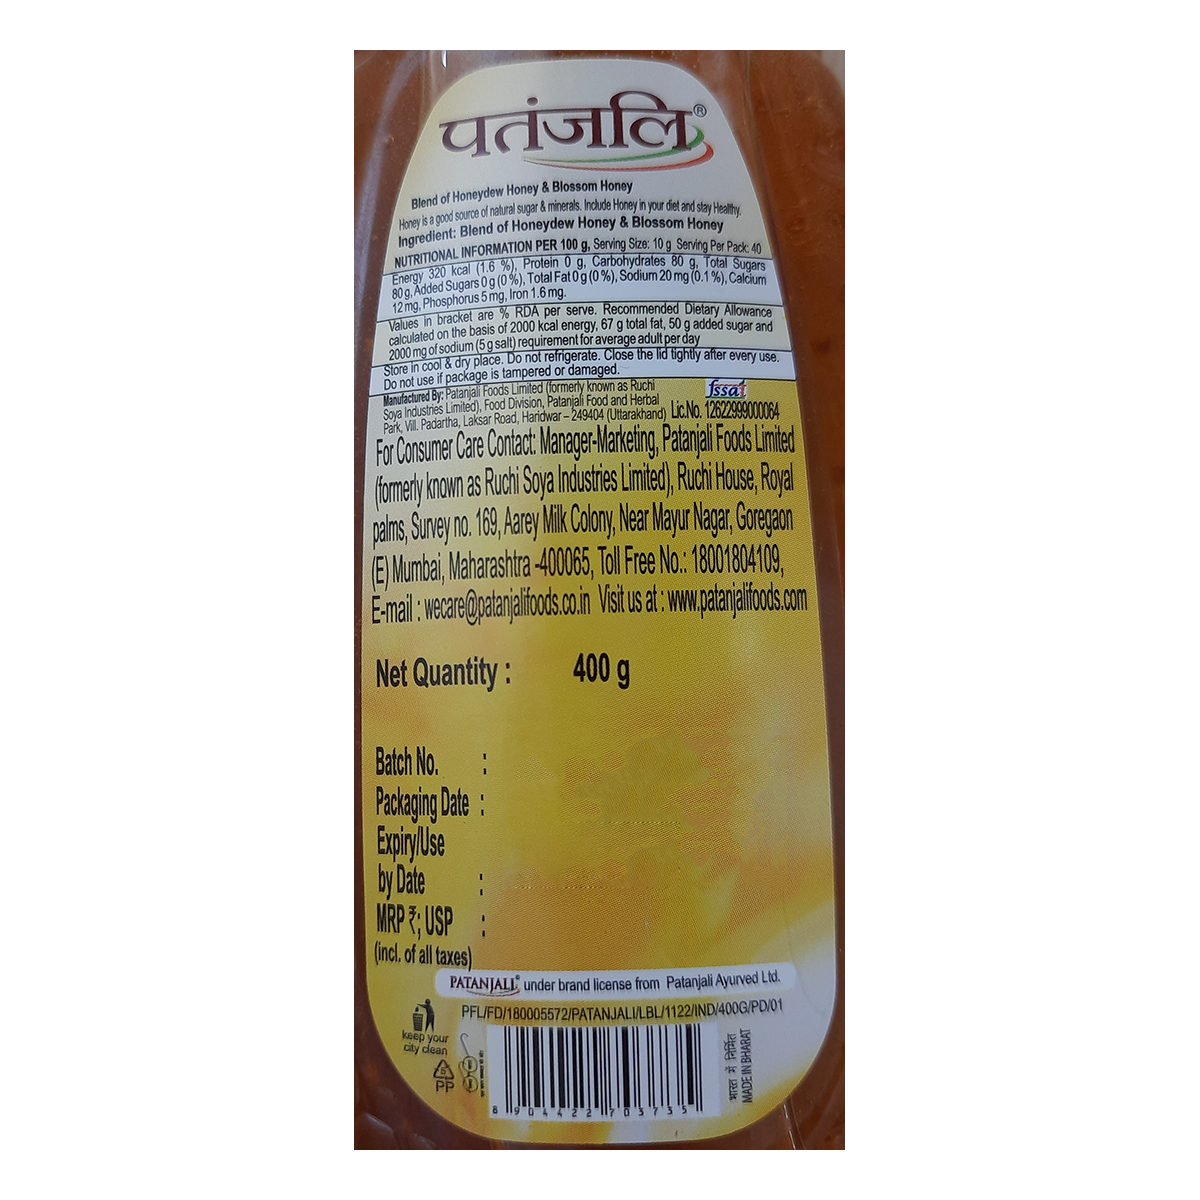 पतंजलि®
Blend of Honeydew Honey & Blossom Honey
Honey is a good source of natural sugar & minerals. Include Honey in your diet and stay Healthy.
Ingredient: Blend of Honeydew Honey & Blossom Honey
NUTRITIONAL INFORMATION PER 100 g, Serving Size: 10 g Serving Per Pack: 40
Energy 320 kcal (1.6 %), Protein 0 g, Carbohydrates 80 g, Total Sugars
80 g, Added Sugars 0 g (0 %), Total Fat 0 g (0 %), Sodium 20 mg (0.1 %), Calcium
12 mg, Phosphorus 5 mg, Iron 1.6 mg.
Values in bracket are % RDA per serve. Recommended Dietary Allowance
calculated on the basis of 2000 kcal energy, 67 g total fat, 50 g added sugar and
2000 mg of sodium (5 g salt) requirement for average adult per day
Store in cool & dry place. Do not refrigerate. Close the lid tightly after every use.
Do not use if package is tampered or damaged.
Manufactured By: Patanjali Foods Limited (formerly known as Ruchi
Soya Industries Limited), Food Division, Patanjali Food and Herbal
Park, Vill. Padartha, Laksar Road, Haridwar – 249404 (Uttarakhand)
fssai
Lic.No. 12622999000064
For Consumer Care Contact: Manager-Marketing, Patanjali Foods Limited
(formerly known as Ruchi Soya Industries Limited), Ruchi House, Royal
palms, Survey no. 169, Aarey Milk Colony, Near Mayur Nagar, Goregaon
(E) Mumbai, Maharashtra -400065, Toll Free No.: 18001804109,
E-mail : wecare@patanjalifoods.co.in Visit us at : www.patanjalifoods.com
Net Quantity : 400 g
Batch No. :
Packaging Date :
Expiry/Use
by Date :
MRP ₹; USP :
(incl. of all taxes)
PATANJALI® under brand license from Patanjali Ayurved Ltd.
PFL/FD/180005572/PATANJALI/LBL/1122/IND/400G/PD/01
keep your
city clean
5
PP
8 904422 703735
भारत में निर्मित
MADE IN BHARAT